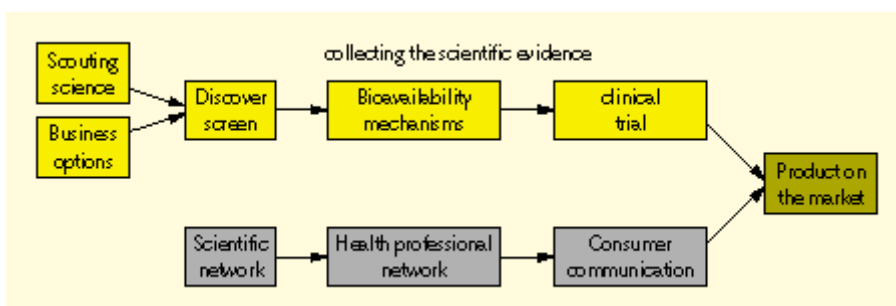 collecting the scientific evidence
Scouting
science
Business
options
Discover
screen
Bioavailability
mechanisms
clinical
trial
Product on
the market
Scientific
network
Health professional
network
Consumer
communication